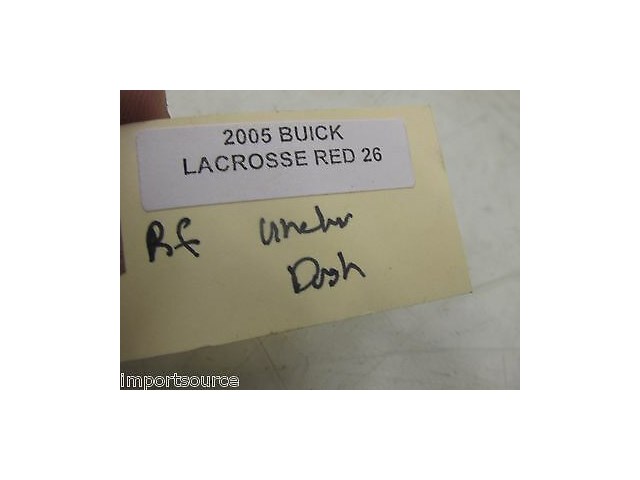 2005 BUICK
LACROSSE RED 26
Rf under
Dash
importsource